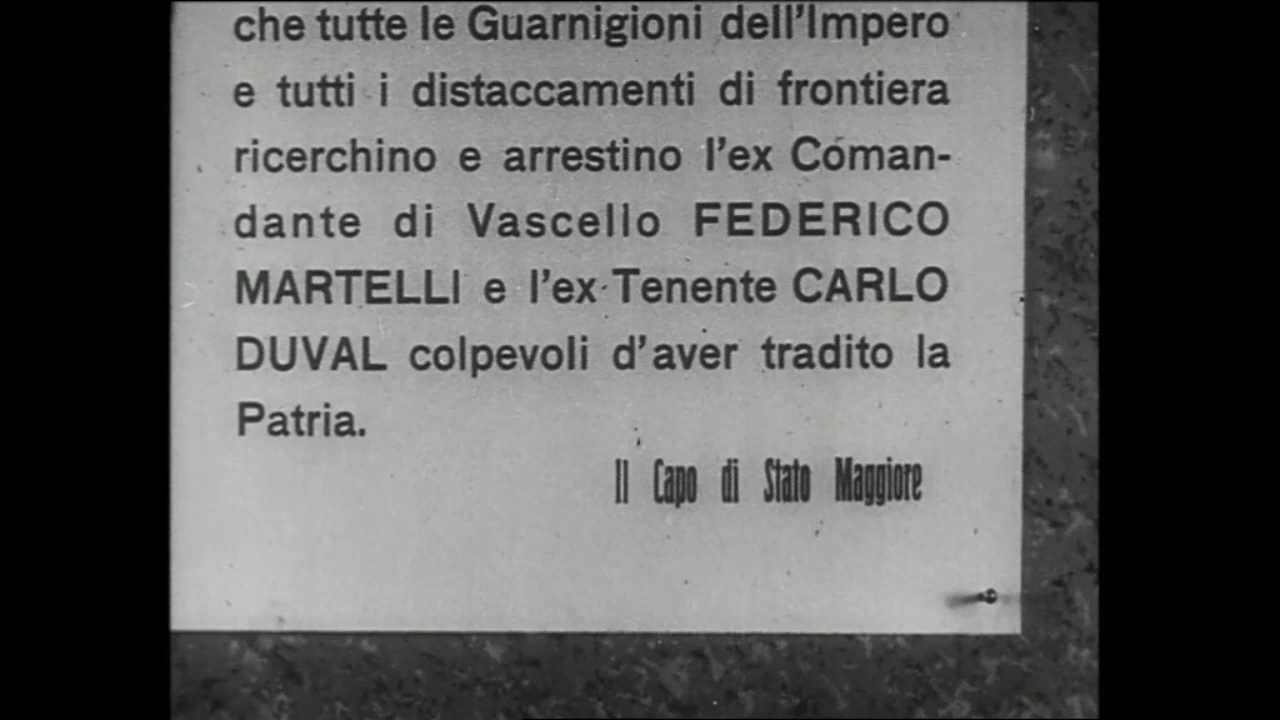 che tutte le Guarnigioni dell'Impero
e tutti i distaccamenti di frontiera
ricerchino e arrestino l'ex Coman-
dante di Vascello FEDERICO
MARTELLI e l'ex Tenente CARLO
DUVAL colpevoli d'aver tradito la
Patria.
Il Capo di Stato Maggiore